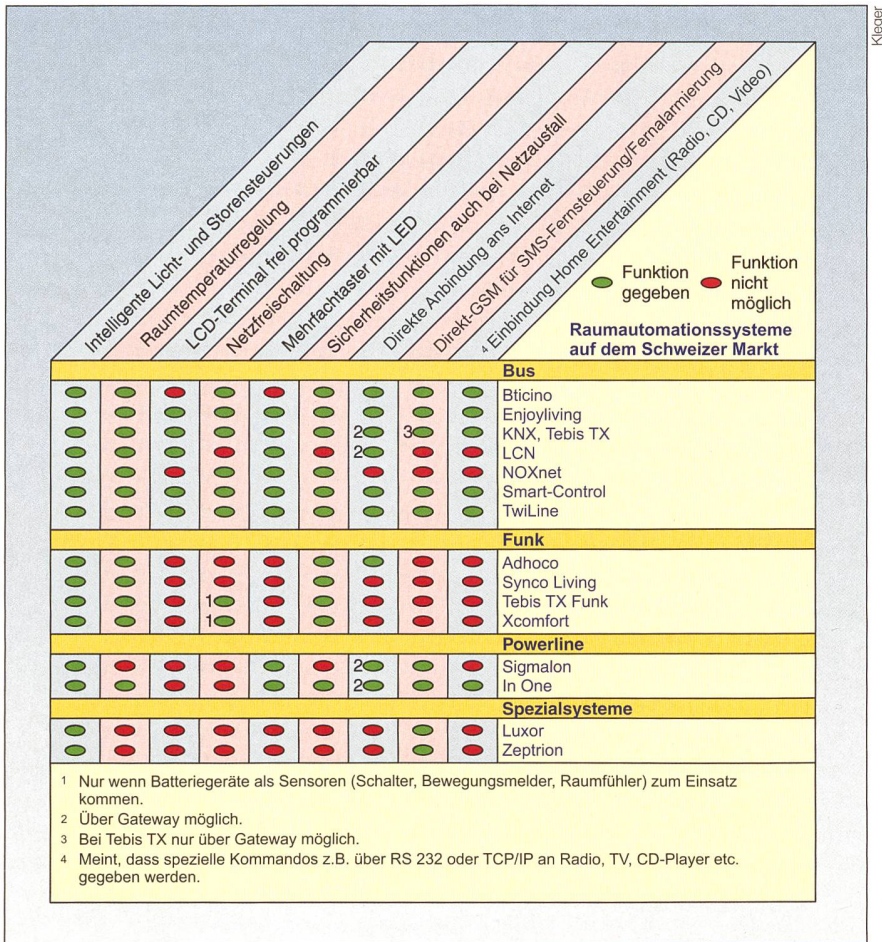 Kleger
Intelligente Licht- und Storensteuerungen
Raumtemperaturregelung
LCD-Terminal frei programmierbar
Netzfreischaltung
Mehrfachtaster mit LED
Sicherheitsfunktionen auch bei Netzausfall
Direkte Anbindung ans Internet
Direkt-GSM für SMS-Fernsteuerung/Fernalarmierung
4 Einbindung Home Entertainment (Radio, CD, Video)
Funktion gegeben
Funktion nicht möglich
Raumautomationssysteme
auf dem Schweizer Markt
Bus
Bticino
Enjoyliving
2 3 KNX, Tebis TX
2 LCN
NOXnet
Smart-Control
TwiLine
Funk
Adhoco
Synco Living
1 Tebis TX Funk
1 Xcomfort
Powerline
2 Sigmalon
2 In One
Spezialsysteme
Luxor
Zeptrion
1 Nur wenn Batteriegeräte als Sensoren (Schalter, Bewegungsmelder, Raumfühler) zum Einsatz
kommen.
2 Über Gateway möglich.
3 Bei Tebis TX nur über Gateway möglich.
4 Meint, dass spezielle Kommandos z.B. über RS 232 oder TCP/IP an Radio, TV, CD-Player etc.
gegeben werden.